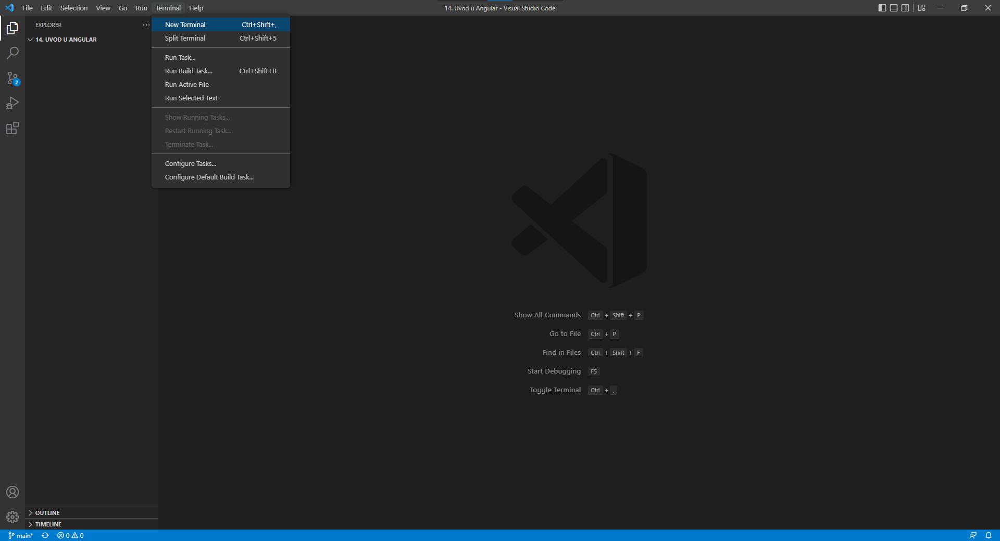 File Edit Selection View Go Run Terminal Help
14. Uvod u Angular - Visual Studio Code
EXPLORER
14. UVOD U ANGULAR
New Terminal Ctrl+Shift+,
Split Terminal Ctrl+Shift+5
Run Task...
Run Build Task... Ctrl+Shift+B
Run Active File
Run Selected Text
Show Running Tasks...
Restart Running Task...
Terminate Task...
Configure Tasks...
Configure Default Build Task...
2
Show All Commands Ctrl + Shift + P
Go to File Ctrl + P
Find in Files Ctrl + Shift + F
Start Debugging F5
Toggle Terminal Ctrl + ,
OUTLINE
TIMELINE
main* 0 0